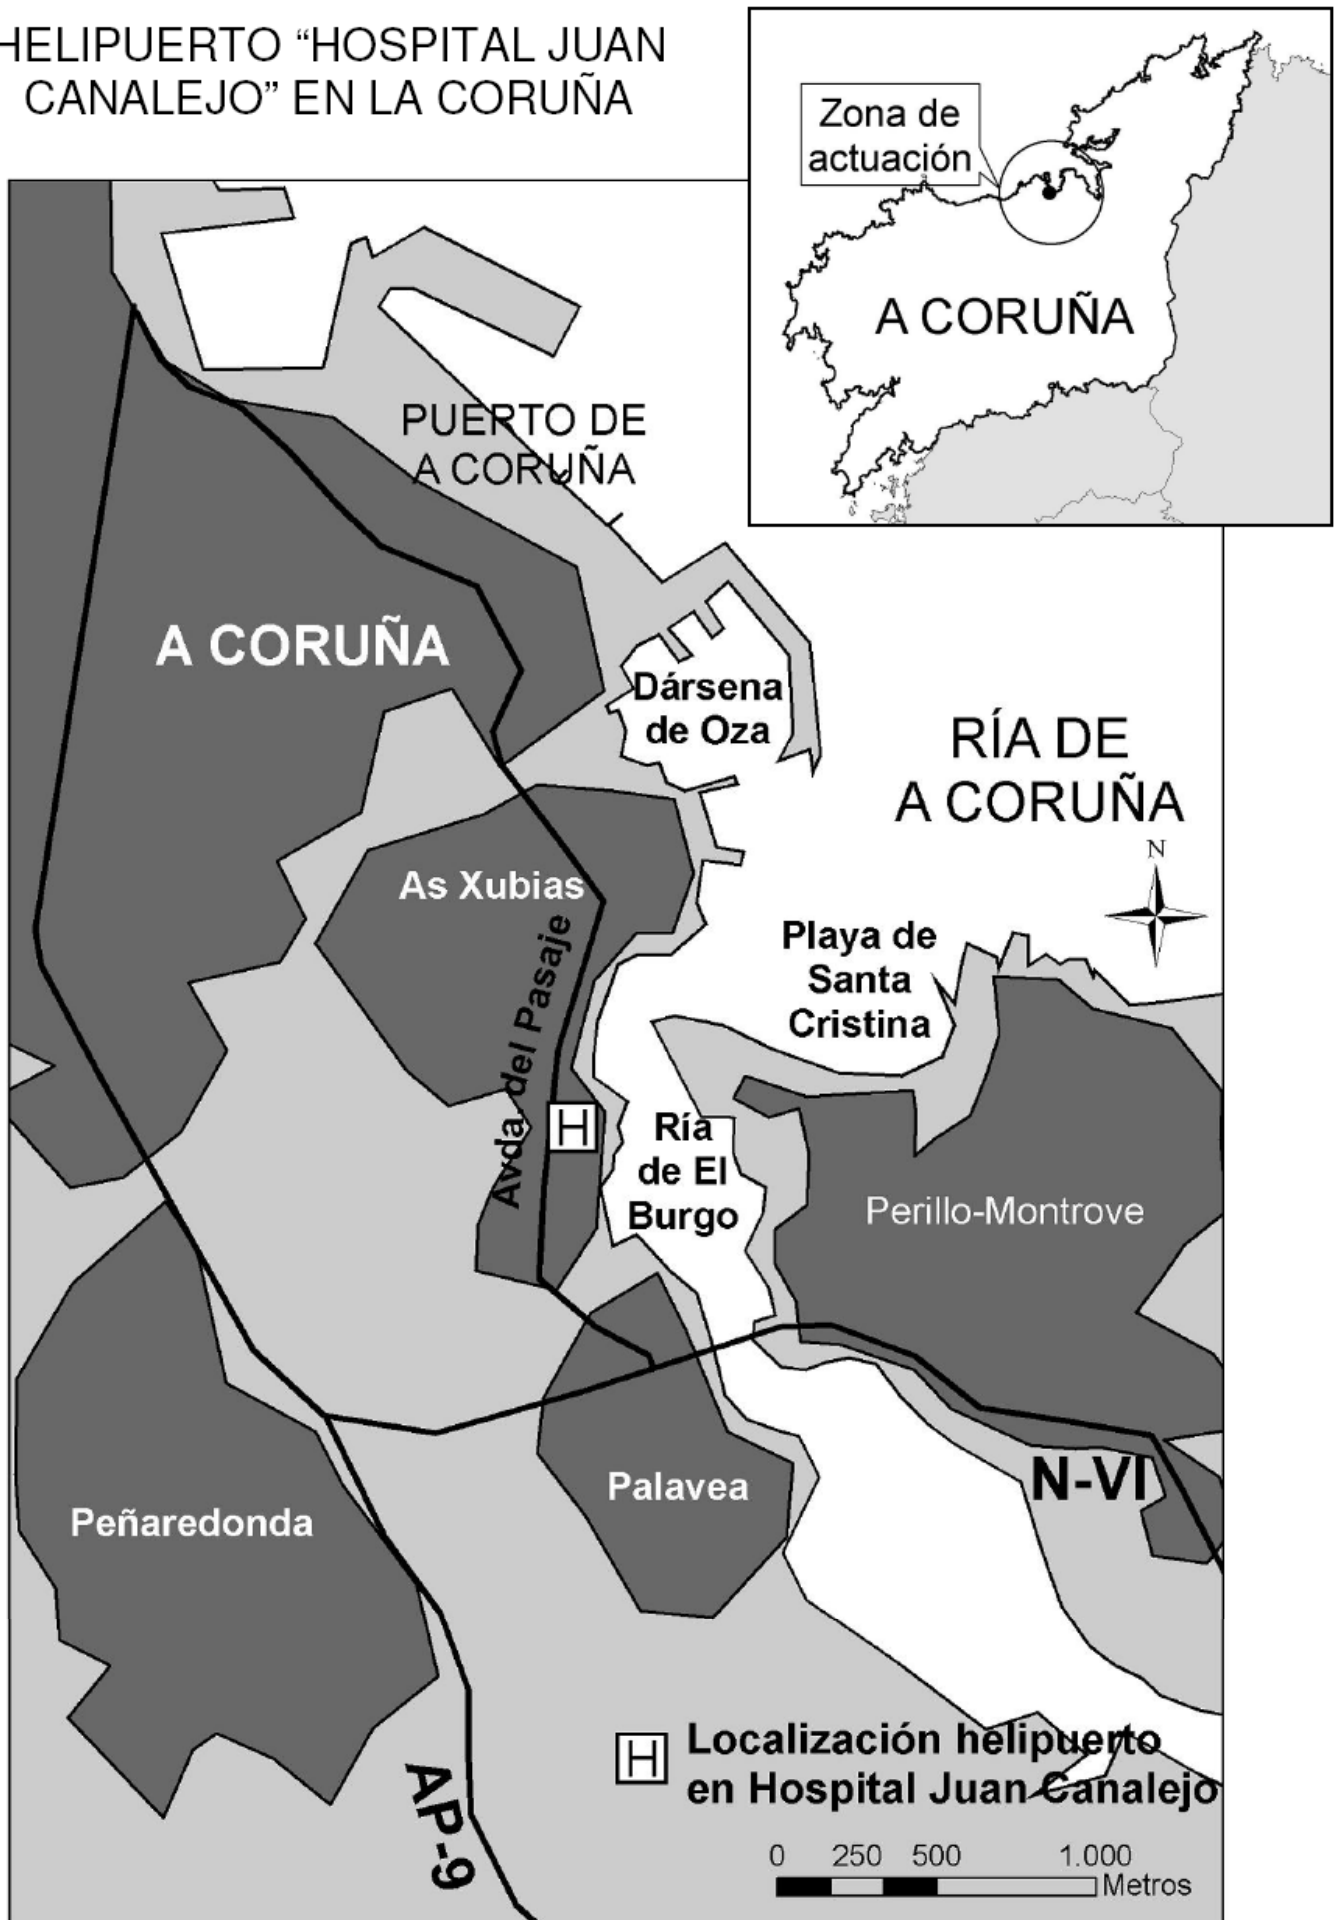 HELIPUERTO “HOSPITAL JUAN
CANALEJO” EN LA CORUÑA
Zona de
actuación
A CORUÑA
PUERTO DE
A CORUÑA
A CORUÑA
Dársena
de Oza
RÍA DE
A CORUÑA
N
As Xubias
Playa de
Santa
Cristina
Avda. del Pasaje
H
Ría
de El
Burgo
Perillo-Montrove
N-VI
Palavea
Peñaredonda
AP-9
H
Localización helipuerto
en Hospital Juan Canalejo
0 250 500 1.000
Metros